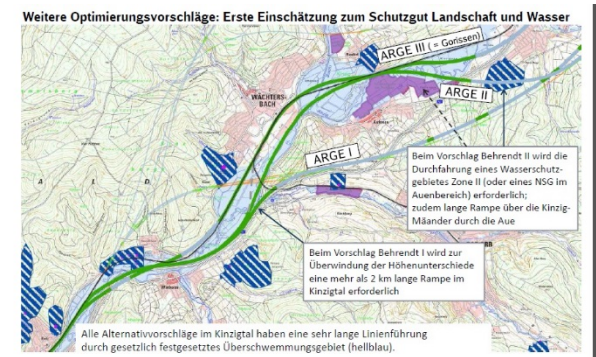 Weitere Optimierungsvorschläge: Erste Einschätzung zum Schutzgut Landschaft und Wasser
ARGE III (= Gorissen)
WÄCHTERS-
BACH
ARGE II
ARGE I
Beim Vorschlag Behrendt II wird die
Durchfahrung eines Wasserschutz-
gebietes Zone II (oder eines NSG im
Auenbereich) erforderlich;
zudem lange Rampe über die Kinzig-
Mäander durch die Aue
Beim Vorschlag Behrendt I wird zur
Überwindung der Höhenunterschiede
eine mehr als 2 km lange Rampe im
Kinzigtal erforderlich
Alle Alternativvorschläge im Kinzigtal haben eine sehr lange Linienführung
durch gesetzlich festgesetztes Überschwemmungsgebiet (hellblau).